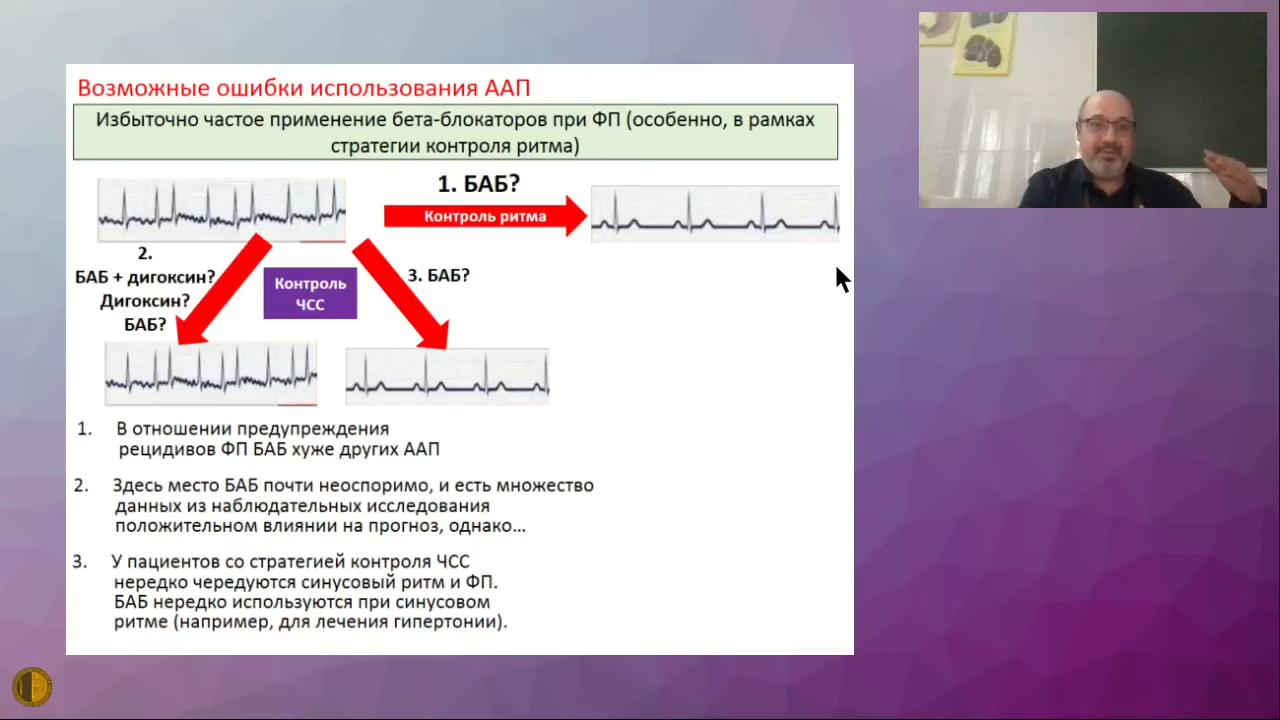 Возможные ошибки использования ААП
Избыточно частое применение бета-блокаторов при ФП (особенно, в рамках
стратегии контроля ритма)
1. БАБ?
Контроль ритма
2.
БАБ + дигоксин?
Дигоксин?
БАБ?
Контроль
ЧСС
3. БАБ?
1. В отношении предупреждения
рецидивов ФП БАБ хуже других ААП
2. Здесь место БАБ почти неоспоримо, и есть множество
данных из наблюдательных исследования
положительном влиянии на прогноз, однако…
3. У пациентов со стратегией контроля ЧСС
нередко чередуются синусовый ритм и ФП.
БАБ нередко используются при синусовом
ритме (например, для лечения гипертонии).